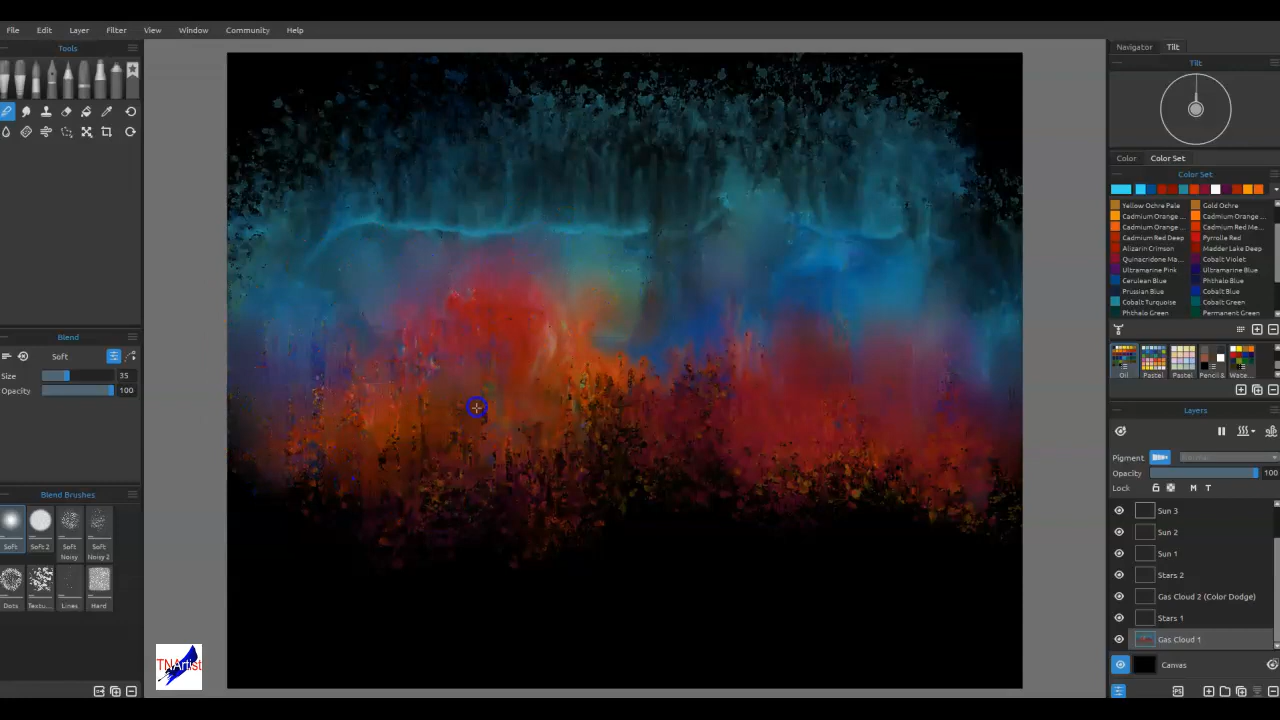 File Edit Layer Filter View Window Community Help
Tools
Navigator Tilt
Tilt
Color Color Set
Color Set
Yellow Ochre Pale Gold Ochre
Cadmium Orange ... Cadmium Orange ...
Cadmium Orange ... Cadmium Red Me...
Cadmium Red Deep Pyrrolle Red
Alizarin Crimson Madder Lake Deep
Quinacridone Ma... Cobalt Violet
Ultramarine Pink Ultramarine Blue
Cerulean Blue Phthalo Blue
Prussian Blue Cobalt Blue
Cobalt Turquoise Cobalt Green
Phthalo Green Permanent Green
Blend
Soft
Size 35
Opacity 100
Oil Pastel Pastel Pencil & Wate...
Layers
Pigment
Opacity 100
Lock M T
Blend Brushes
Soft Soft 2 Soft Noisy Soft Noisy 2
Dots Textu... Lines Hard
Sun 3
Sun 2
Sun 1
Stars 2
Gas Cloud 2 (Color Dodge)
Stars 1
Gas Cloud 1
Canvas
PS
TNArtist